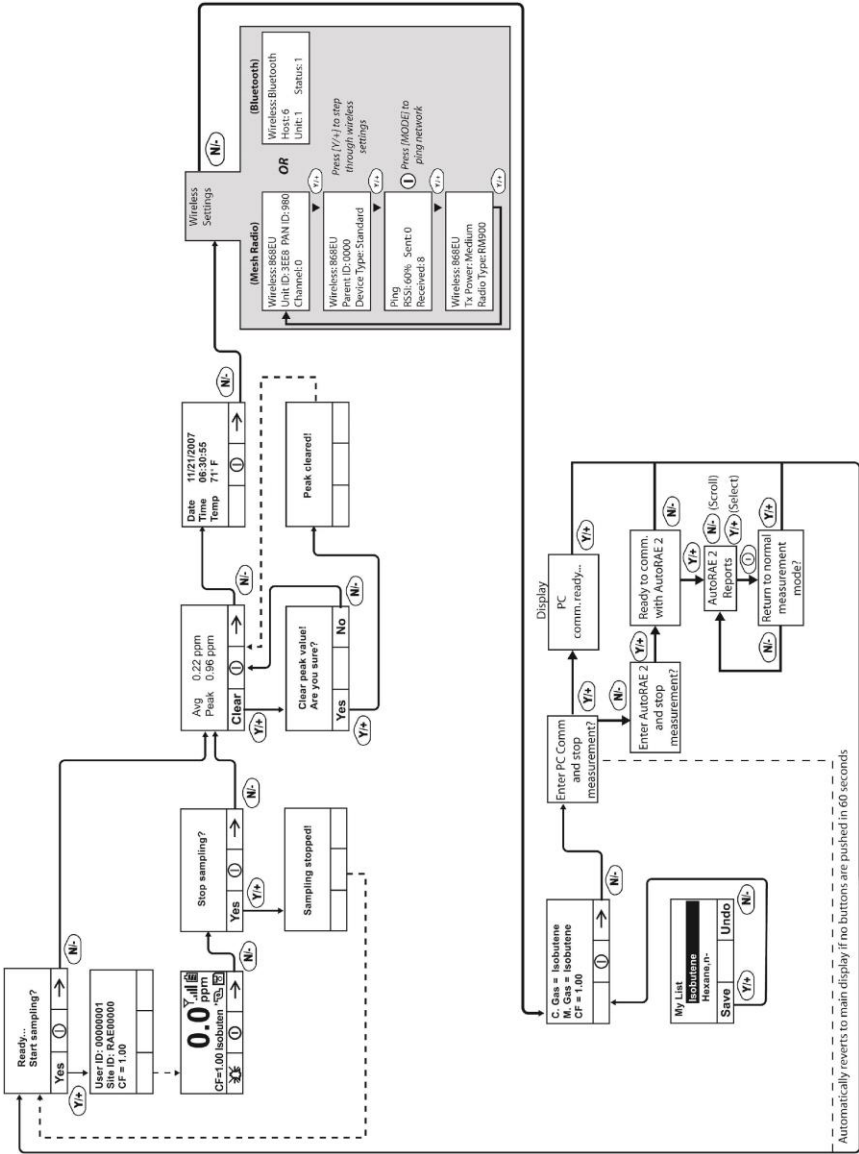 Ready...
Start sampling?
Yes
N/-
Y/+
User ID: 00000001
Site ID: RAE00000
CF = 1.00
0.0 ppm
CF=1.00 Isobuten
N/-
Stop sampling?
Yes
N/-
Y/+
Sampling stopped!
Avg 0.22 ppm
Peak 0.96 ppm
Clear
N/-
Y/+
Clear peak value!
Are you sure?
Yes No
Y/+
N/-
Peak cleared!
Date 11/21/2007
Time 06:30:55
Temp 71° F
N/-
Wireless
Settings
N/-
(Mesh Radio)
Wireless:868EU
Unit ID: 3EE8 PAN ID: 980
Channel: 0
Y/+
Wireless:868EU
Parent ID: 0000
Device Type: Standard
Y/+
Ping
RSSI: 60% Sent: 0
Received: 8
Y/+
Wireless:868EU
Tx Power: Medium
Radio Type: RM900
Y/+
OR
(Bluetooth)
Wireless: Bluetooth
Host: 6
Unit: 1 Status: 1
Press [Y/+] to step
through wireless
settings
Press [MODE] to
ping network
C. Gas = Isobutene
M. Gas = Isobutene
CF = 1.00
N/-
My List
Isobutene
Hexane,n-
Save Undo
Y/+
N/-
Enter PC Comm
and stop
measurement?
Y/+
N/-
Display
PC
comm.ready...
Y/+
Enter AutoRAE 2
and stop
measurement?
Y/+
Ready to comm.
with AutoRAE 2
N/-
Y/+
AutoRAE 2
Reports
N/- (Scroll)
Y/+ (Select)
Return to normal
measurement
mode?
N/-
Y/+
Automatically reverts to main display if no buttons are pushed in 60 seconds